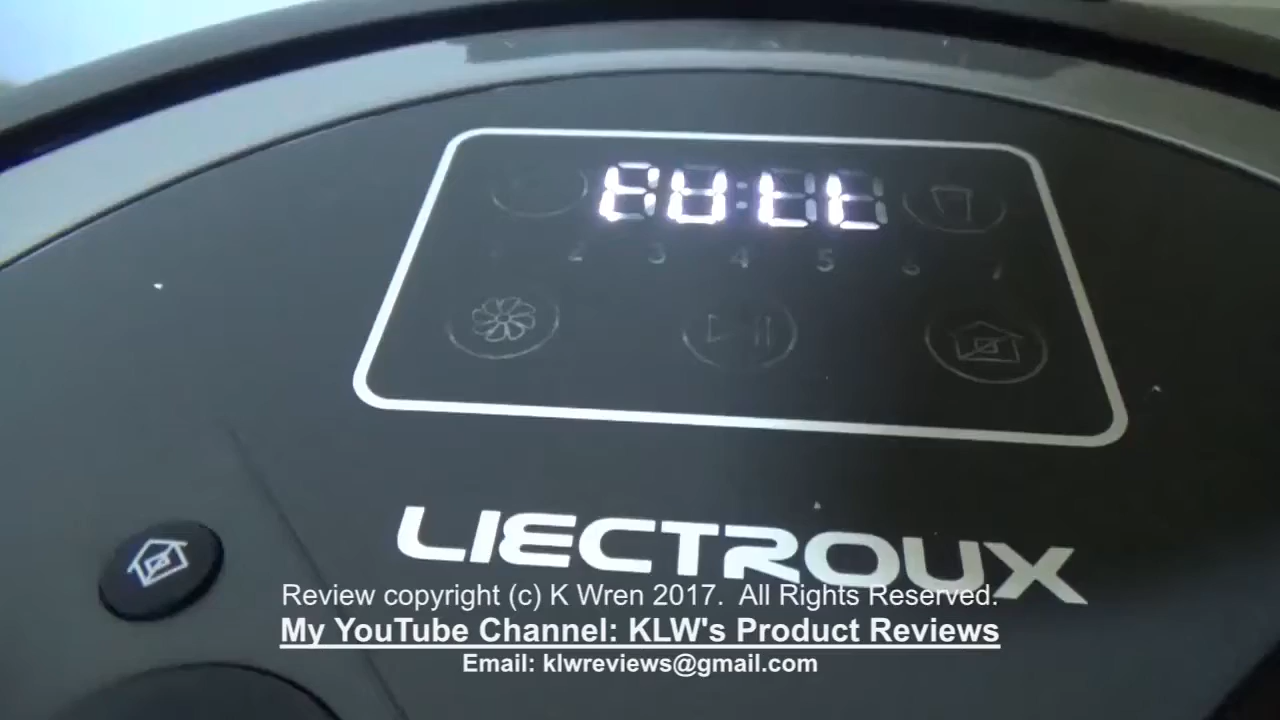 FULL
2 3 4 5 6 7
LIECTROUX
Review copyright (c) K Wren 2017.  All Rights Reserved.
My YouTube Channel: KLW's Product Reviews
Email: klwreviews@gmail.com